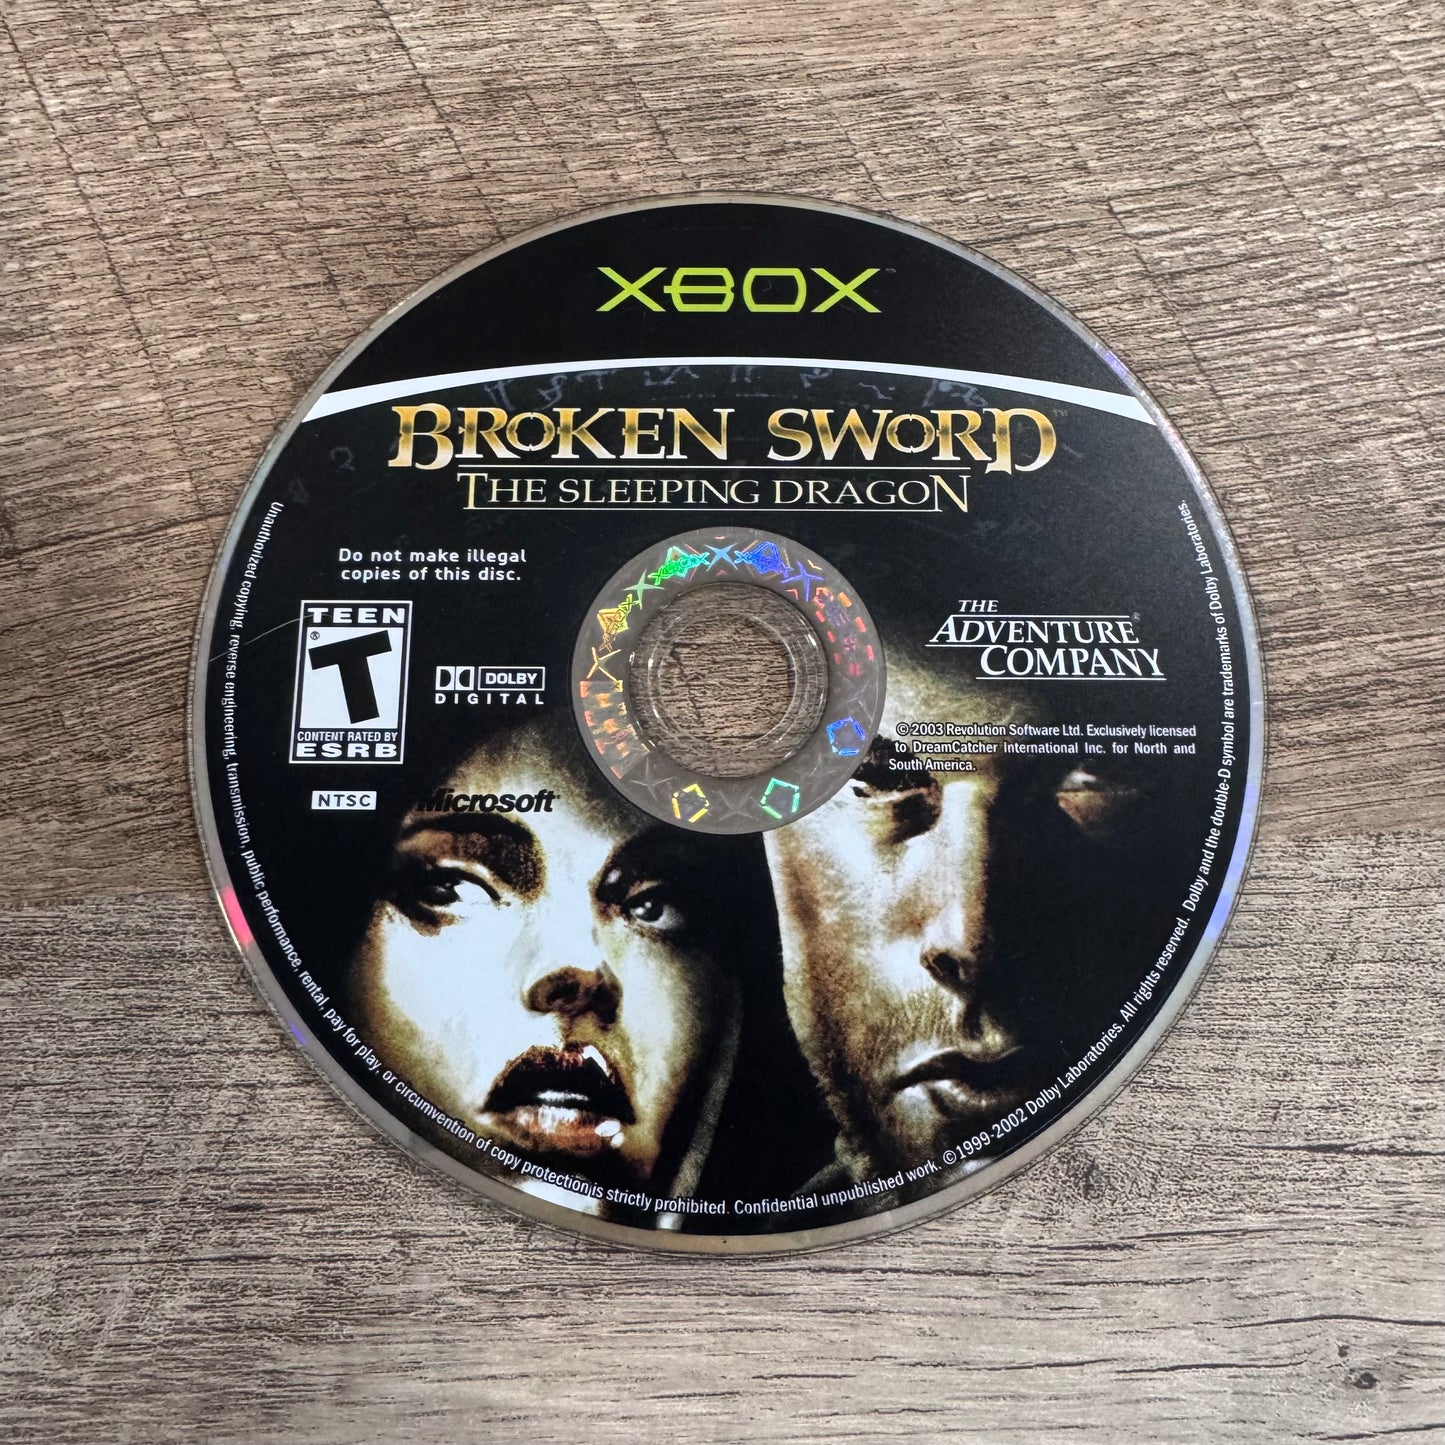 XBOX™
BROKEN SWORD™
THE SLEEPING DRAGON
Do not make illegal
copies of this disc.
TEEN
T
®
CONTENT RATED BY
ESRB
DOLBY
DIGITAL
NTSC
Microsoft
THE
ADVENTURE®
COMPANY
© 2003 Revolution Software Ltd. Exclusively licensed
to DreamCatcher International Inc. for North and
South America.
Unauthorized copying, reverse engineering, transmission, public performance, rental, pay for play, or circumvention of copy protection is strictly prohibited. Confidential unpublished work. ©1999-2002 Dolby Laboratories. All rights reserved. Dolby and the double-D symbol are trademarks of Dolby Laboratories.